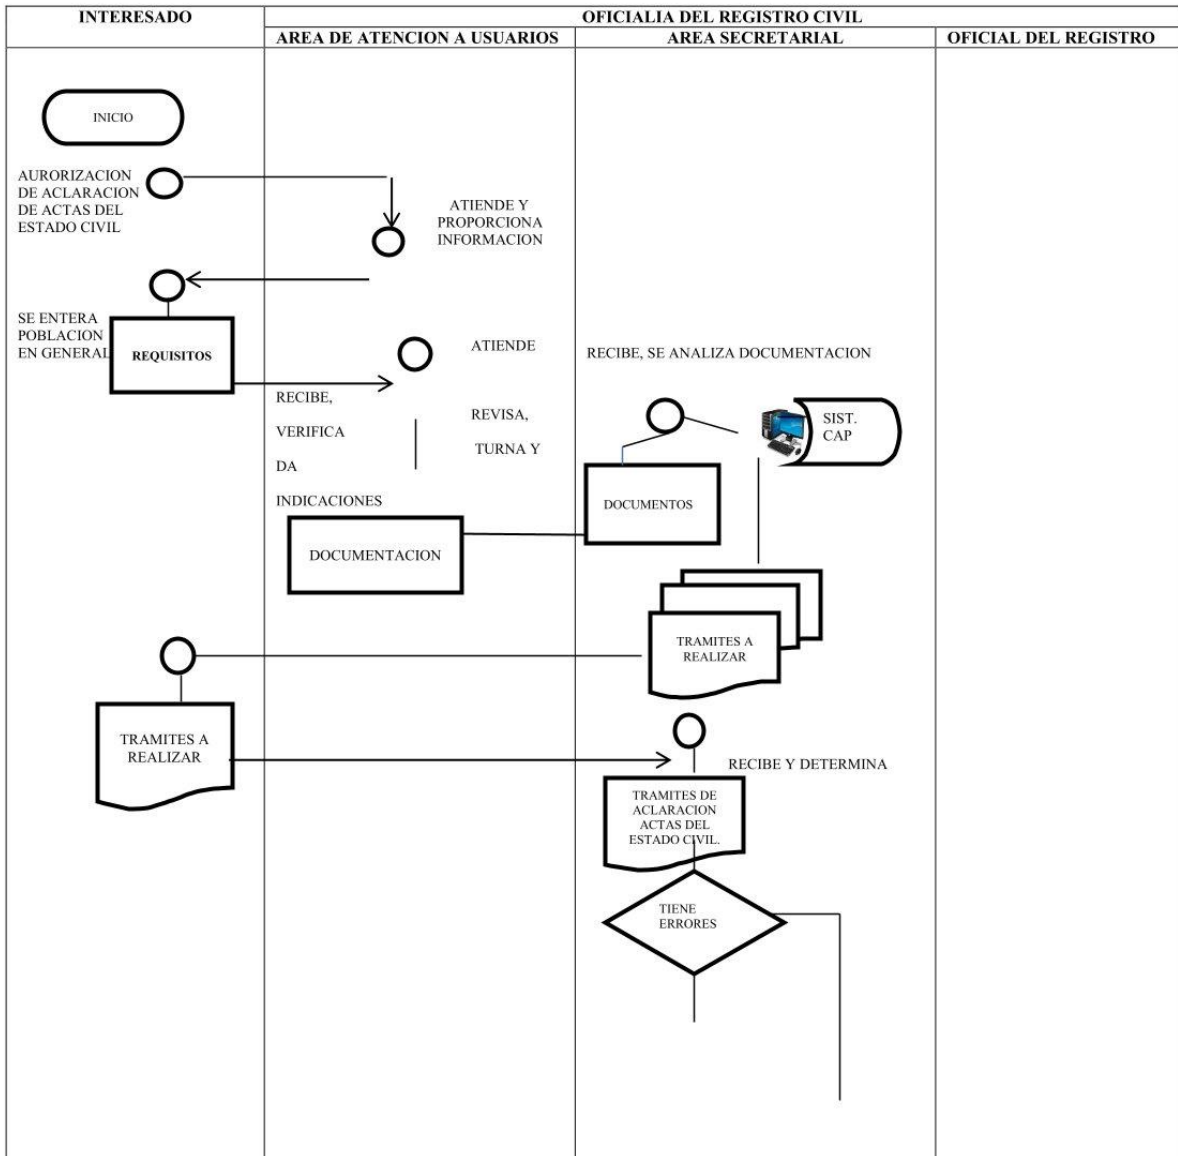 INTERESADO
OFICIALIA DEL REGISTRO CIVIL
AREA DE ATENCION A USUARIOS
AREA SECRETARIAL
OFICIAL DEL REGISTRO
INICIO
AURORIZACION
DE ACLARACION
DE ACTAS DEL
ESTADO CIVIL
ATIENDE Y
PROPORCIONA
INFORMACION
SE ENTERA
POBLACION
EN GENERAL
REQUISITOS
ATIENDE
RECIBE,
VERIFICA
DA
INDICACIONES
REVISA,
TURNA Y
DOCUMENTACION
RECIBE, SE ANALIZA DOCUMENTACION
SIST.
CAP
DOCUMENTOS
TRAMITES A
REALIZAR
TRAMITES A
REALIZAR
RECIBE Y DETERMINA
TRAMITES DE
ACLARACION
ACTAS DEL
ESTADO CIVIL.
TIENE
ERRORES